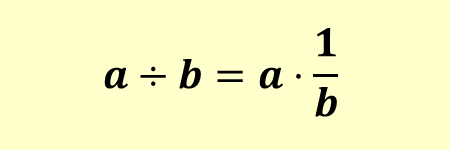 a ÷ b = a · 1/b